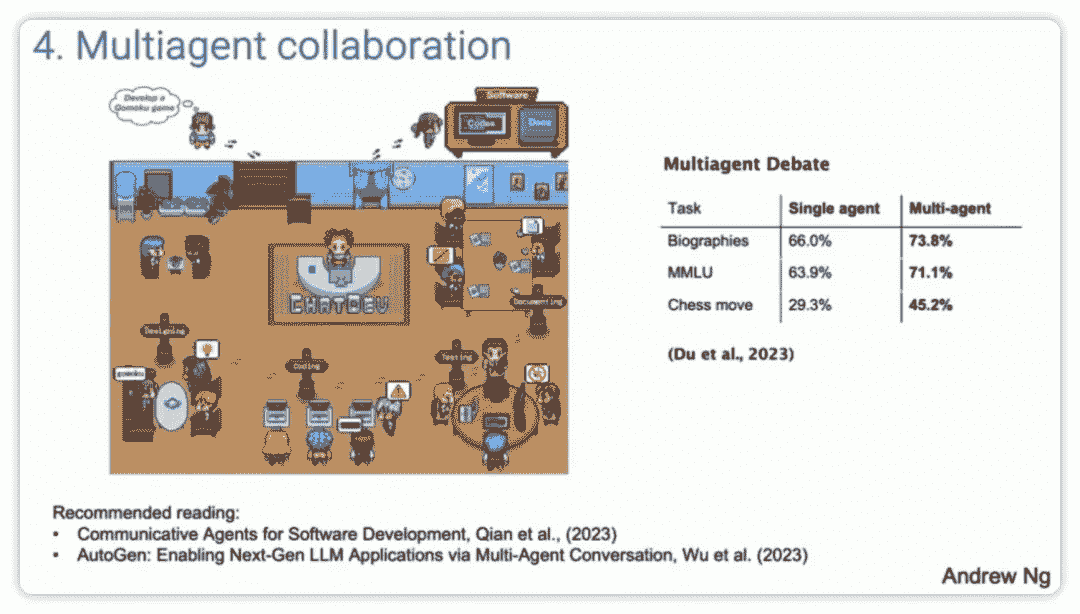 4. Multiagent collaboration
Develop a
Gomoku game
Software
Codes
Docs
CHATDEV
Documenting
Designing
Coding
Testing
gomoku
Multiagent Debate
Task Single agent Multi-agent
Biographies 66.0% 73.8%
MMLU 63.9% 71.1%
Chess move 29.3% 45.2%
(Du et al., 2023)
Recommended reading:
• Communicative Agents for Software Development, Qian et al., (2023)
• AutoGen: Enabling Next-Gen LLM Applications via Multi-Agent Conversation, Wu et al. (2023)
Andrew Ng